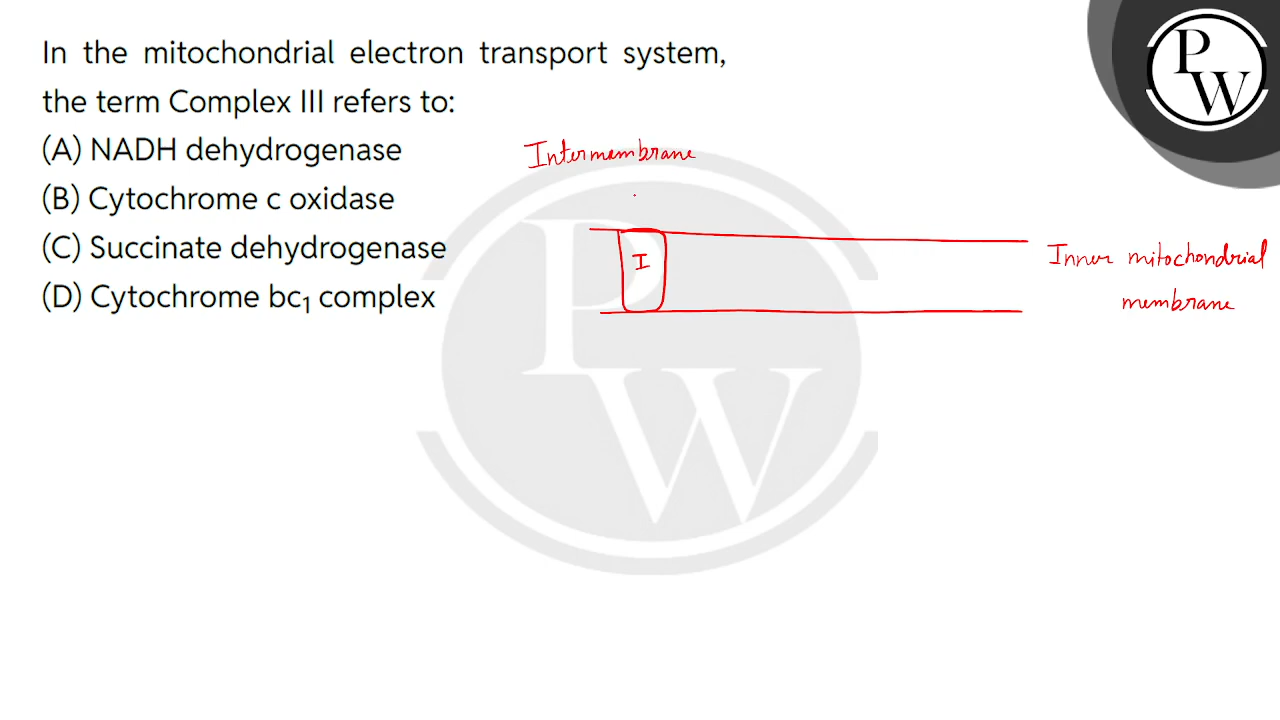 In the mitochondrial electron transport system,
the term Complex III refers to:
(A) NADH dehydrogenase
(B) Cytochrome c oxidase
(C) Succinate dehydrogenase
(D) Cytochrome bc₁ complex
Intermembrane
I
Inner mitochondrial
membrane
P
W
P
W